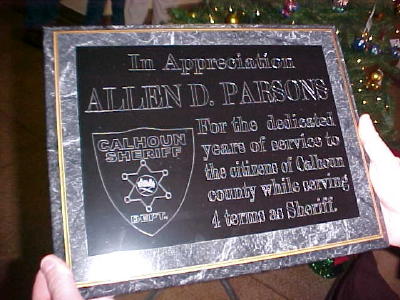 In Appreciation
ALLEN D. PARSONS
For the dedicated
years of service to
the citizens of Calhoun
county while serving
4 terms as Sheriff.
CALHOUN
SHERIFF
DEPT.